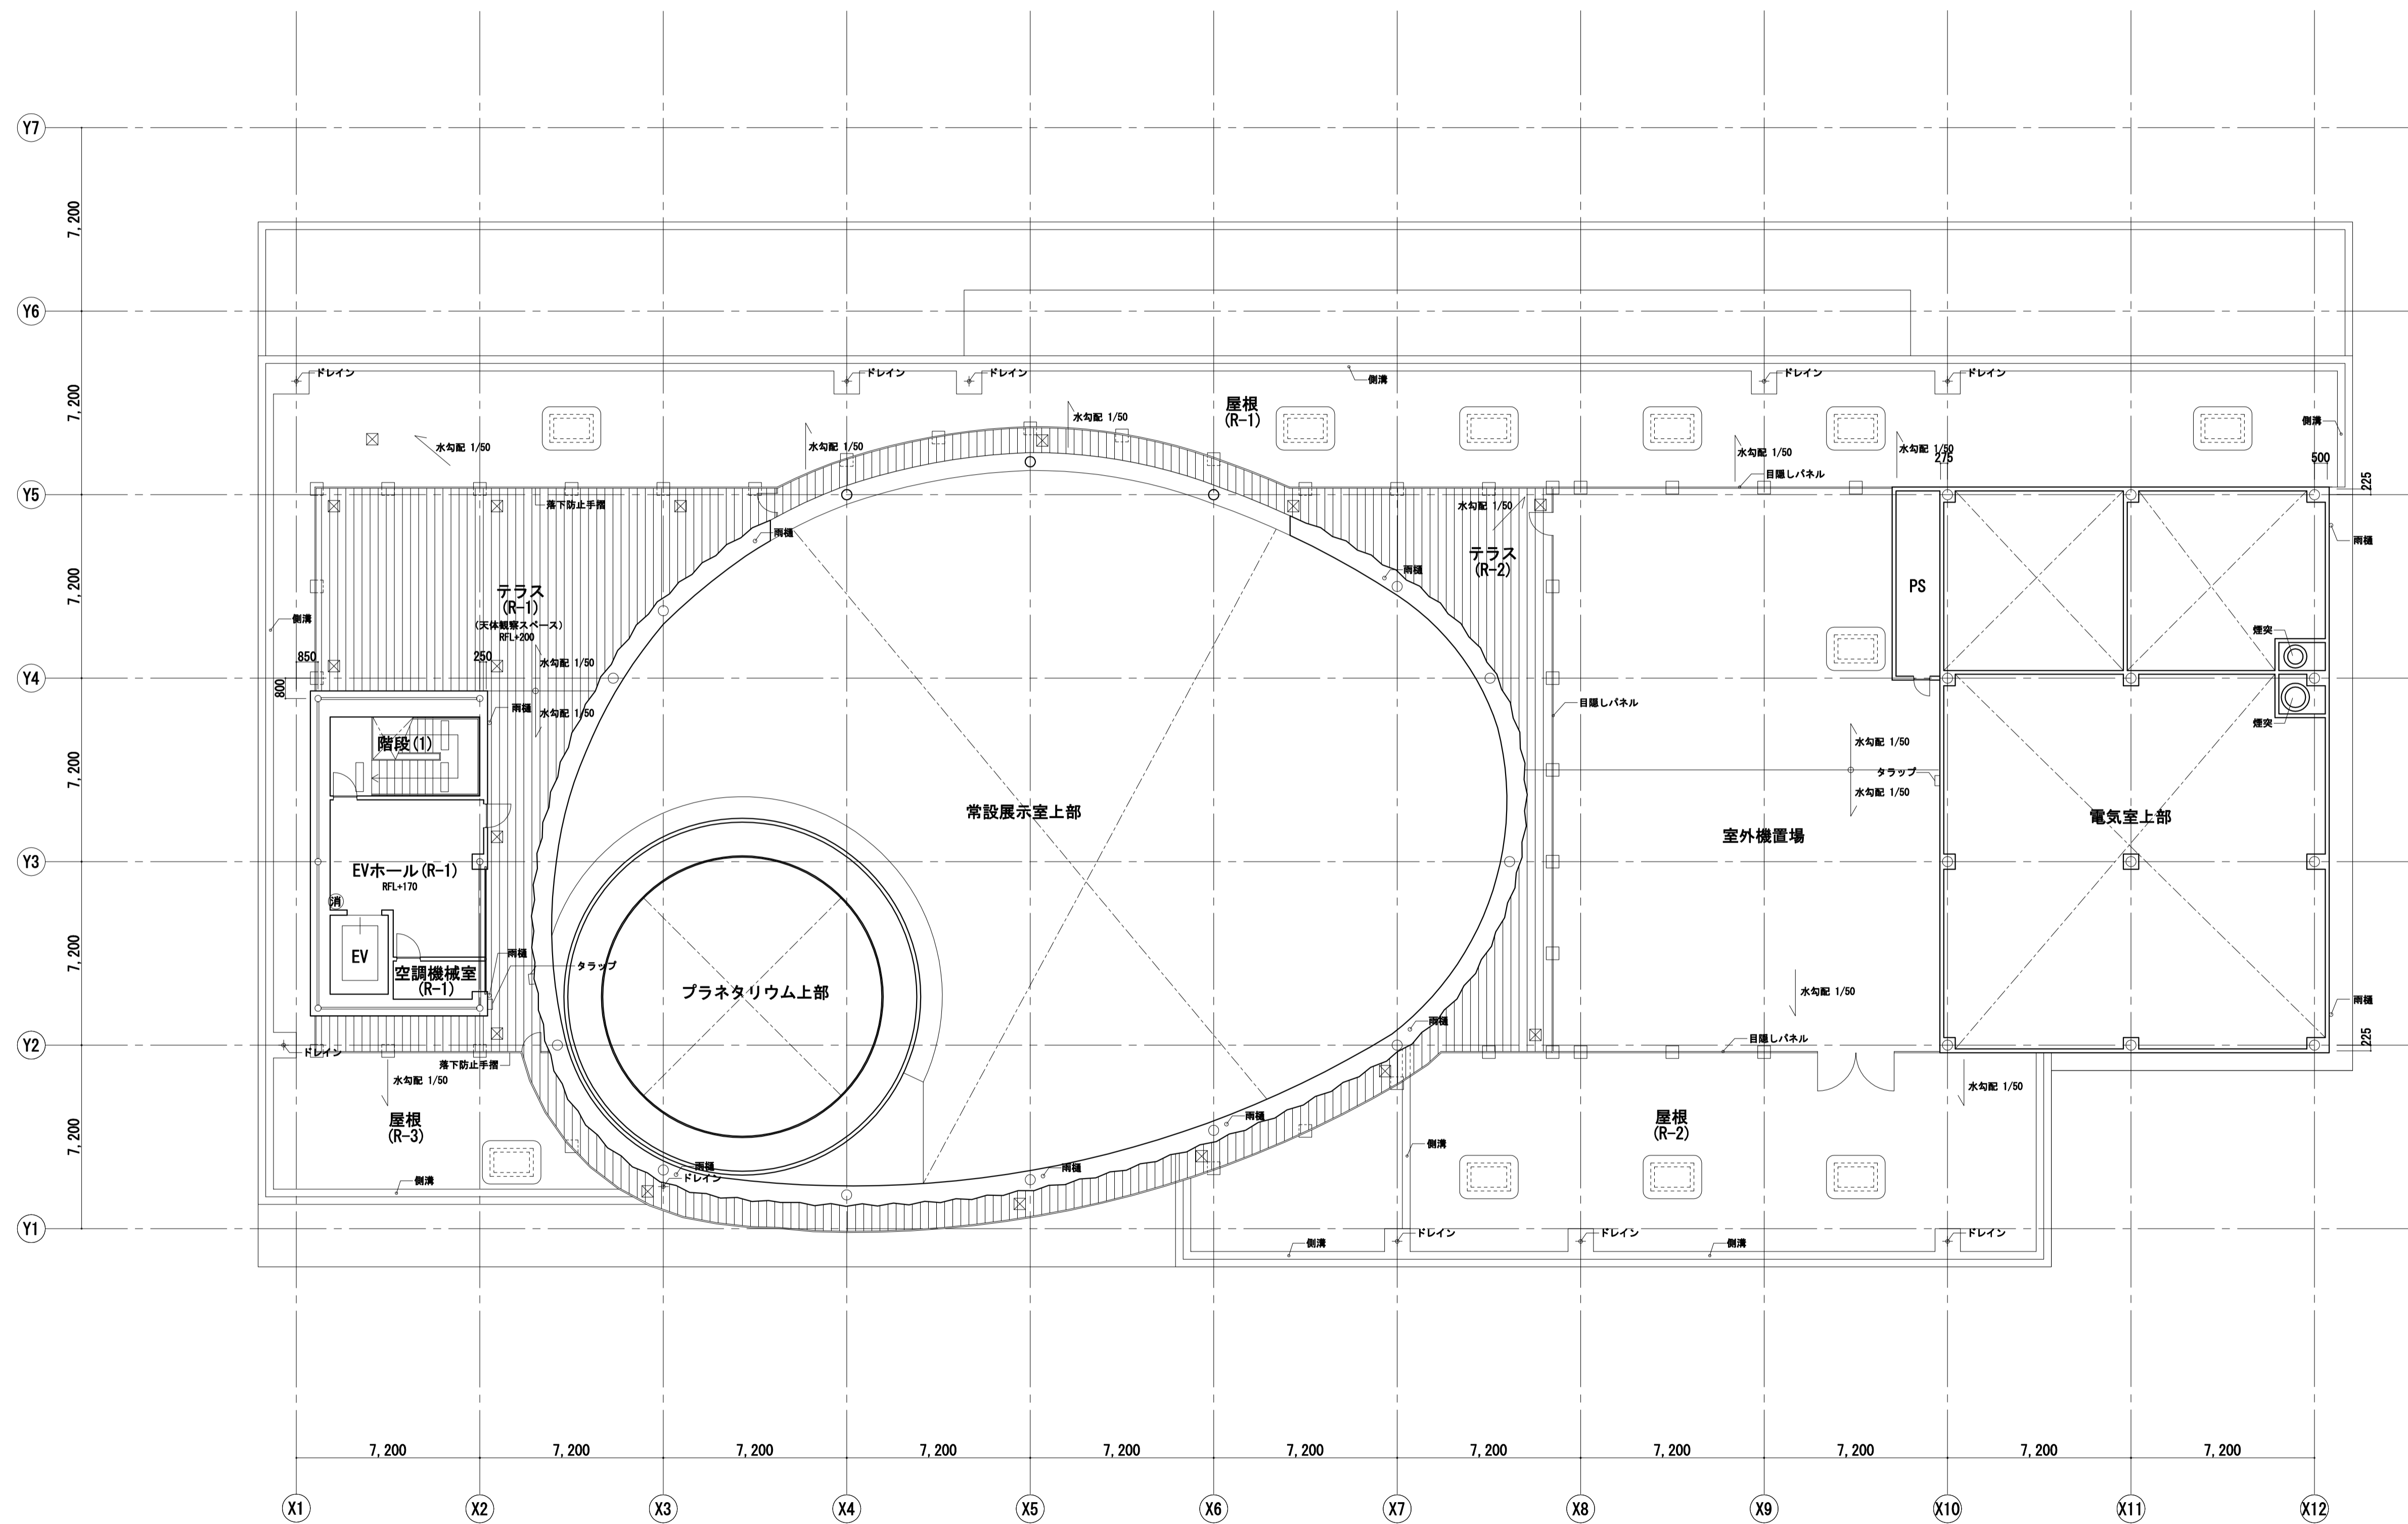 Y7
7,200
Y6
7,200
ドレイン
ドレイン
ドレイン
側溝
ドレイン
ドレイン
屋根
(R-1)
水勾配 1/50
水勾配 1/50
水勾配 1/50
水勾配 1/50
水勾配 1/50
側溝
275
500
225
目隠しパネル
Y5
落下防止手摺
水勾配 1/50
雨樋
雨樋
7,200
テラス
(R-1)
(天体観察スペース)
RFL+200
雨樋
テラス
(R-2)
PS
側溝
煙突
850
250
水勾配 1/50
Y4
800
雨樋
水勾配 1/50
目隠しパネル
煙突
階段(1)
水勾配 1/50
7,200
タラップ
水勾配 1/50
常設展示室上部
電気室上部
室外機置場
Y3
EVホール(R-1)
RFL+170
消
7,200
EV
雨樋
空調機械室
(R-1)
タラップ
プラネタリウム上部
水勾配 1/50
雨樋
雨樋
Y2
ドレイン
目隠しパネル
225
落下防止手摺
水勾配 1/50
水勾配 1/50
屋根
(R-3)
雨樋
屋根
(R-2)
7,200
側溝
雨樋
雨樋
側溝
ドレイン
Y1
ドレイン
ドレイン
ドレイン
側溝
側溝
7,200
7,200
7,200
7,200
7,200
7,200
7,200
7,200
7,200
7,200
7,200
X1
X2
X3
X4
X5
X6
X7
X8
X9
X10
X11
X12